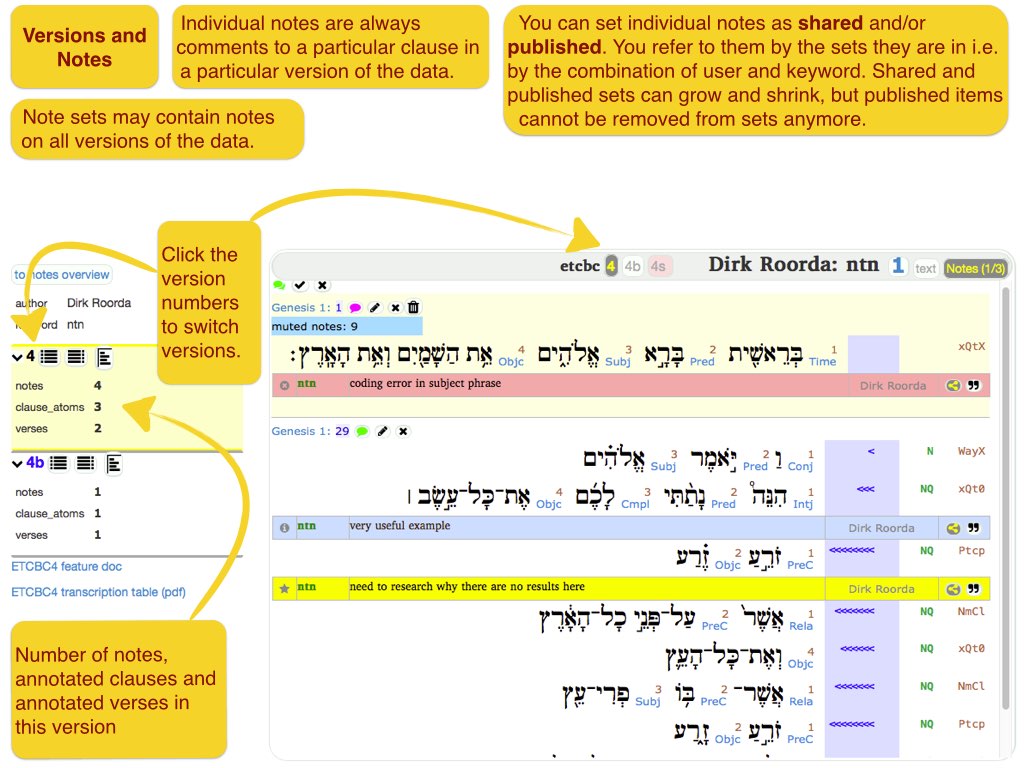 Versions and
Notes
Individual notes are always
comments to a particular clause in
a particular version of the data.
You can set individual notes as shared and/or
published. You refer to them by the sets they are in i.e.
by the combination of user and keyword. Shared and
published sets can grow and shrink, but published items
cannot be removed from sets anymore.
Note sets may contain notes
on all versions of the data.
Click the
version
numbers
to switch
versions.
to notes overview
author Dirk Roorda
ntn
4
notes 4
clause_atoms 3
verses 2
4b
notes 1
clause_atoms 1
verses 1
ETCBC4 feature doc
ETCBC4 transcription table (pdf)
Number of notes,
annotated clauses and
annotated verses in
this version
etcbc 4 4b 4s Dirk Roorda: ntn 1 text Notes (1/3)
Genesis 1: 1
muted notes: 9
בְּרֵאשִׁ֖ית 1 Time בָּרָ֣א 2 Pred אֱלֹהִ֑ים 3 Subj אֵ֥ת הַשָּׁמַ֖יִם וְאֵ֥ת הָאָֽרֶץ׃ 4 Objc xQtX
ntn coding error in subject phrase Dirk Roorda
Genesis 1: 29
וַ 1 Conj יֹּ֣אמֶר 2 Pred אֱלֹהִ֗ים 3 Subj < N WayX
הִנֵּה֩ 1 Intj נָתַ֨תִּי 2 Pred לָכֶ֜ם 3 Cmpl אֶת־כָּל־עֵ֣שֶׂב׀ 4 Objc <<< NQ xQt0
ntn very useful example Dirk Roorda
זֹרֵ֣עַ 1 PreC זֶ֗רַע 2 Objc <<<<<<<< NQ Ptcp
ntn need to research why there are no results here Dirk Roorda
אֲשֶׁר֙ 1 Rela עַל־פְּנֵ֣י כָל־הָאָ֔רֶץ 2 PreC <<<<<<< NQ NmCl
וְאֶת־כָּל־הָעֵ֛ץ 4 Objc <<<<<< NQ xQt0
אֲשֶׁר־ 1 Rela בּ֥וֹ 2 PreC פְרִי־עֵ֖ץ 3 Subj <<<<<<< NQ NmCl
זֹרֵ֣עַ 1 PreC זָ֑רַע 2 Objc <<<<<<<< NQ Ptcp